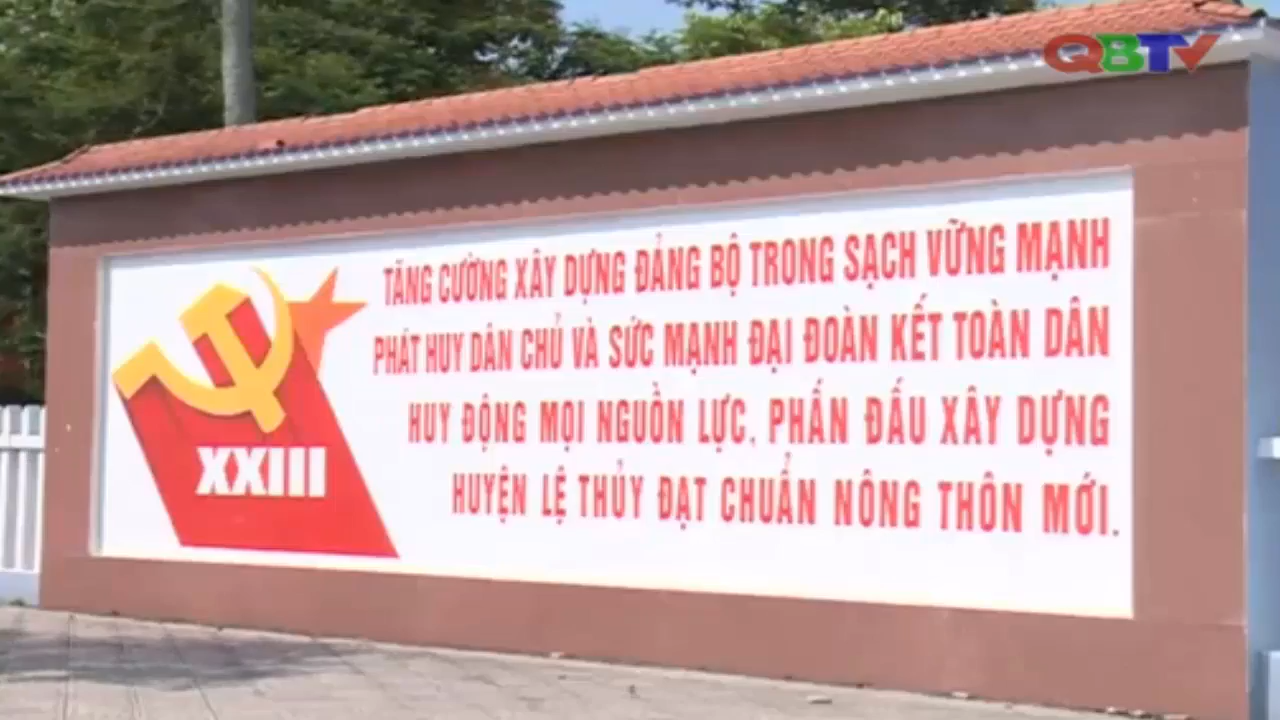 QBTV
TĂNG CƯỜNG XÂY DỰNG ĐẢNG BỘ TRONG SẠCH VỮNG MẠNH
PHÁT HUY DÂN CHỦ VÀ SỨC MẠNH ĐẠI ĐOÀN KẾT TOÀN DÂN
HUY ĐỘNG MỌI NGUỒN LỰC, PHẤN ĐẤU XÂY DỰNG
HUYỆN LỆ THỦY ĐẠT CHUẨN NÔNG THÔN MỚI.
XXIII